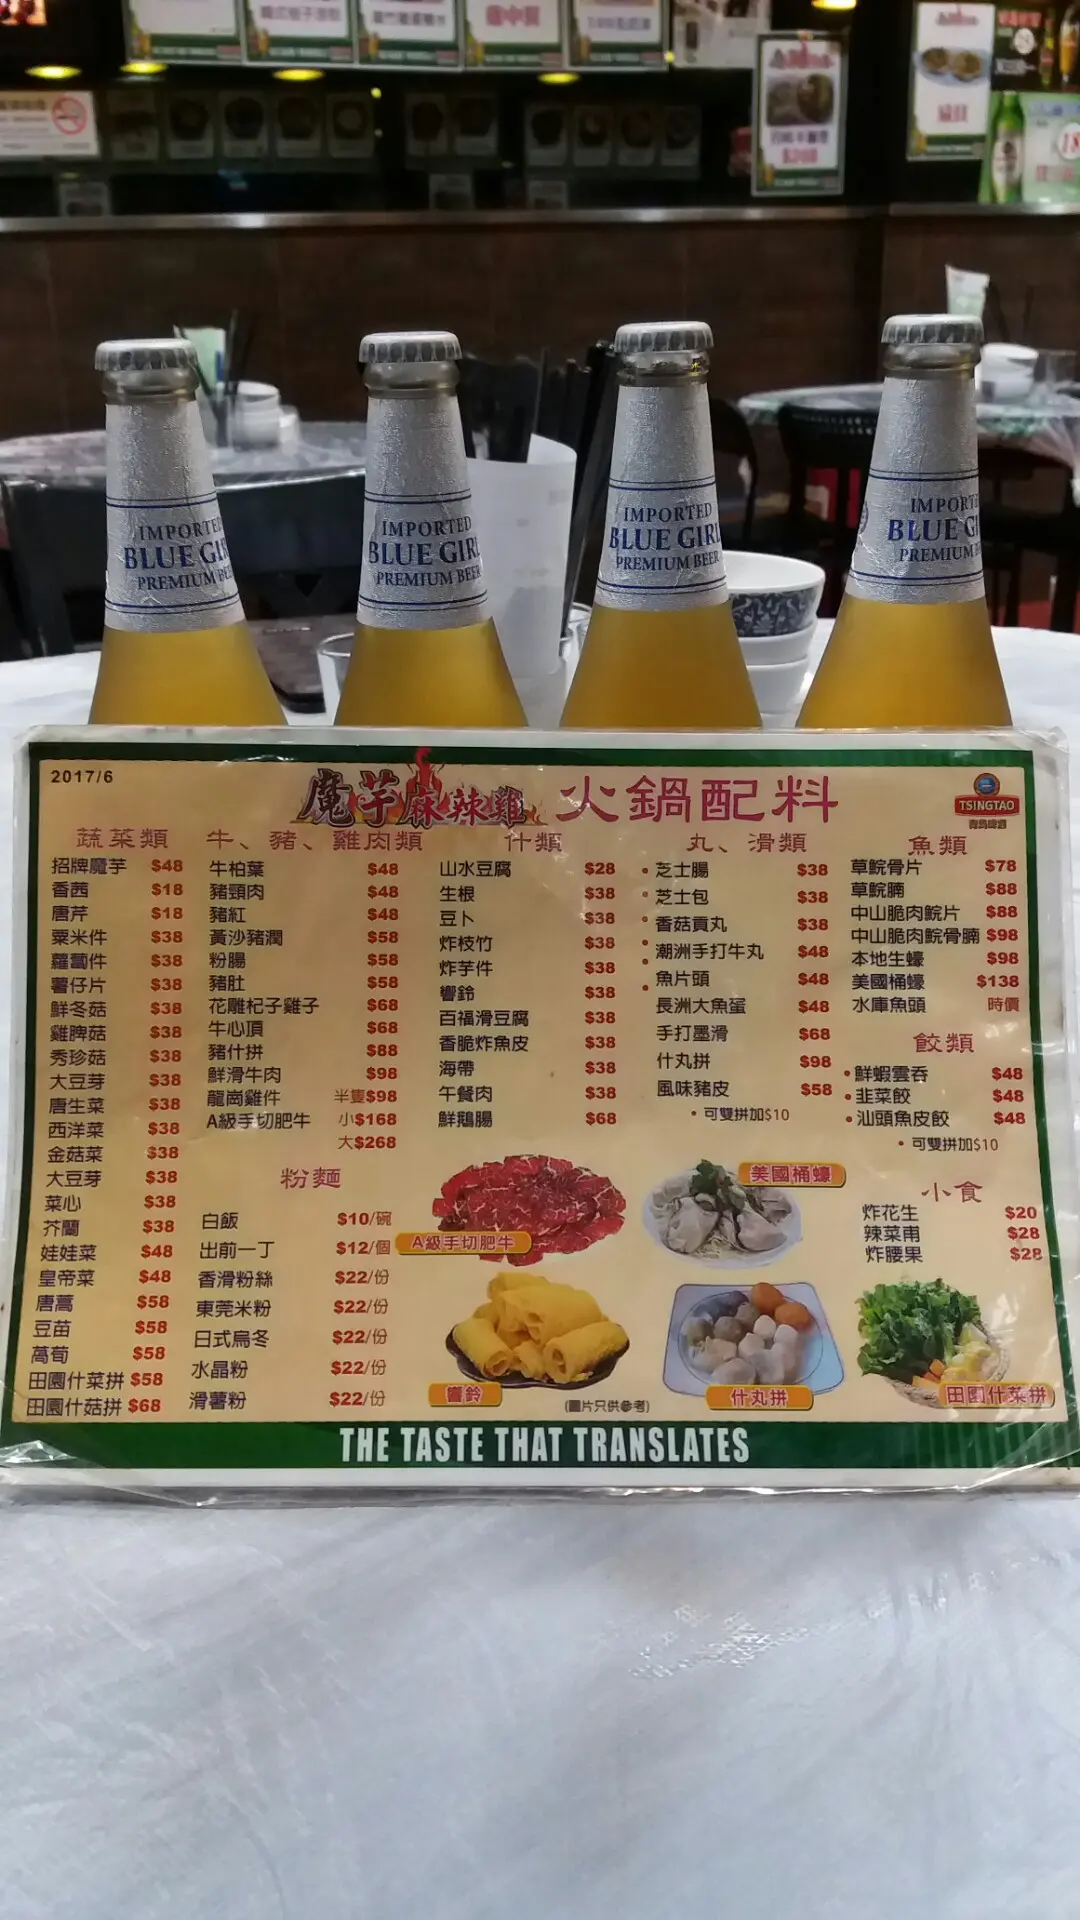 IMPORTED
BLUE GIRL
PREMIUM BEER
IMPORTED
BLUE GIRL
PREMIUM BEER
IMPORTED
BLUE GIRL
PREMIUM BEER
IMPORTED
BLUE GI
PREMIUM
2017/6
魔芋麻辣雞 火鍋配料
TSINGTAO
蔬菜類
招牌魔芋 $48
香茜 $18
唐芹 $18
粟米件 $38
蘿蔔件 $38
薯仔片 $38
鮮冬菇 $38
雞脾菇 $38
秀珍菇 $38
大豆芽 $38
唐生菜 $38
西洋菜 $38
金菇菜 $38
大豆芽 $38
菜心 $38
芥蘭 $38
娃娃菜 $48
皇帝菜 $48
唐蒿 $58
豆苗 $58
萵筍 $58
田園什菜拼 $58
田園什菇拼 $68
牛、豬、雞肉類
牛柏葉 $48
豬頸肉 $48
豬紅 $48
黃沙豬潤 $58
粉腸 $58
豬肚 $58
花雕杞子雞子 $68
牛心頂 $68
豬什拼 $88
鮮滑牛肉 $98
龍崗雞件 半隻$98
A級手切肥牛 小$168
大$268
粉麵
白飯 $10/碗
出前一丁 $12/個
香滑粉絲 $22/份
東莞米粉 $22/份
日式烏冬 $22/份
水晶粉 $22/份
滑薯粉 $22/份
什類
山水豆腐 $28
生根 $38
豆卜 $38
炸枝竹 $38
炸芋件 $38
響鈴 $38
百福滑豆腐 $38
香脆炸魚皮 $38
海帶 $38
午餐肉 $38
鮮鵝腸 $68
丸、滑類
• 芝士腸 $38
• 芝士包 $38
• 香菇貢丸 $38
• 潮洲手打牛丸 $48
• 魚片頭 $48
• 長洲大魚蛋 $48
手打墨滑 $68
什丸拼 $98
風味豬皮 $58
• 可雙拼加$10
魚類
草鯇骨片 $78
草鯇腩 $88
中山脆肉鯇片 $88
中山脆肉鯇骨腩 $98
本地生蠔 $98
美國桶蠔 $138
水庫魚頭 時價
餃類
• 鮮蝦雲吞 $48
• 韭菜餃 $48
• 汕頭魚皮餃 $48
• 可雙拼加$10
小食
炸花生 $20
辣菜甫 $28
炸腰果 $28
A級手切肥牛
美國桶蠔
響鈴
(圖片只供參考)
什丸拼
田園什菜拼
THE TASTE THAT TRANSLATES